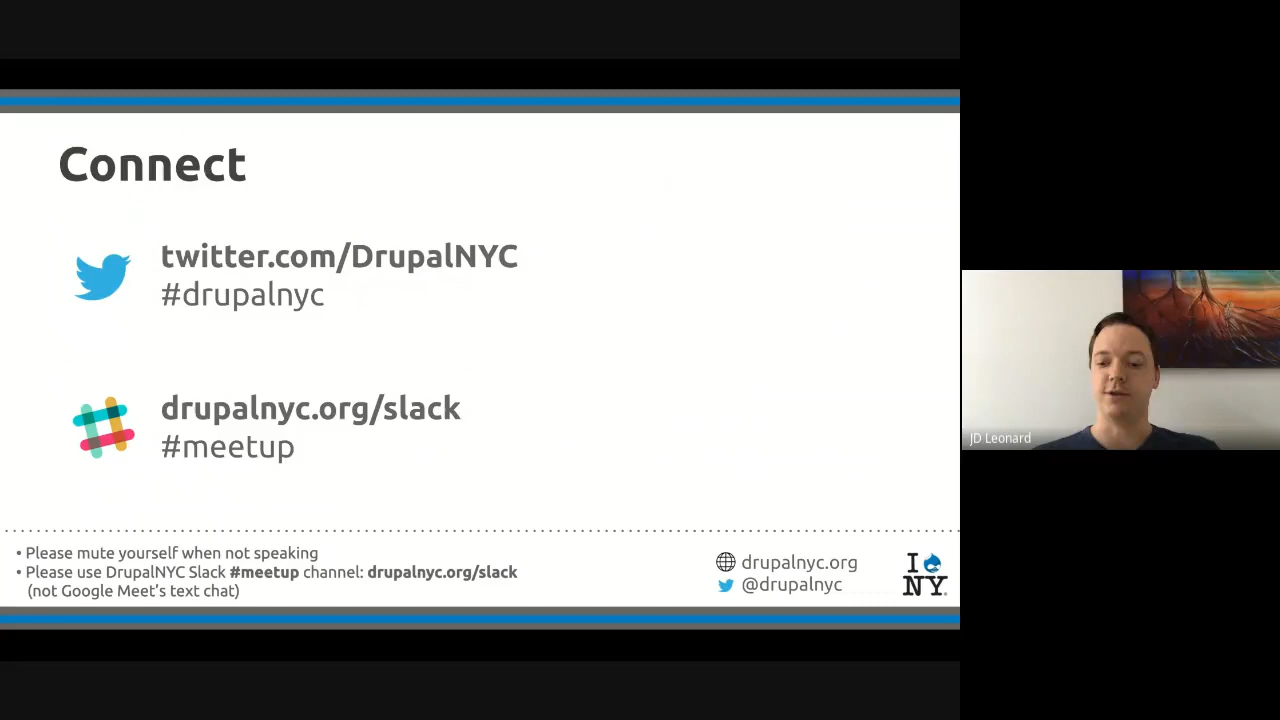 Connect
twitter.com/DrupalNYC
#drupalnyc
drupalnyc.org/slack
#meetup
• Please mute yourself when not speaking
• Please use DrupalNYC Slack #meetup channel: drupalnyc.org/slack
(not Google Meet's text chat)
drupalnyc.org
@drupalnyc
I
NY.
JD Leonard